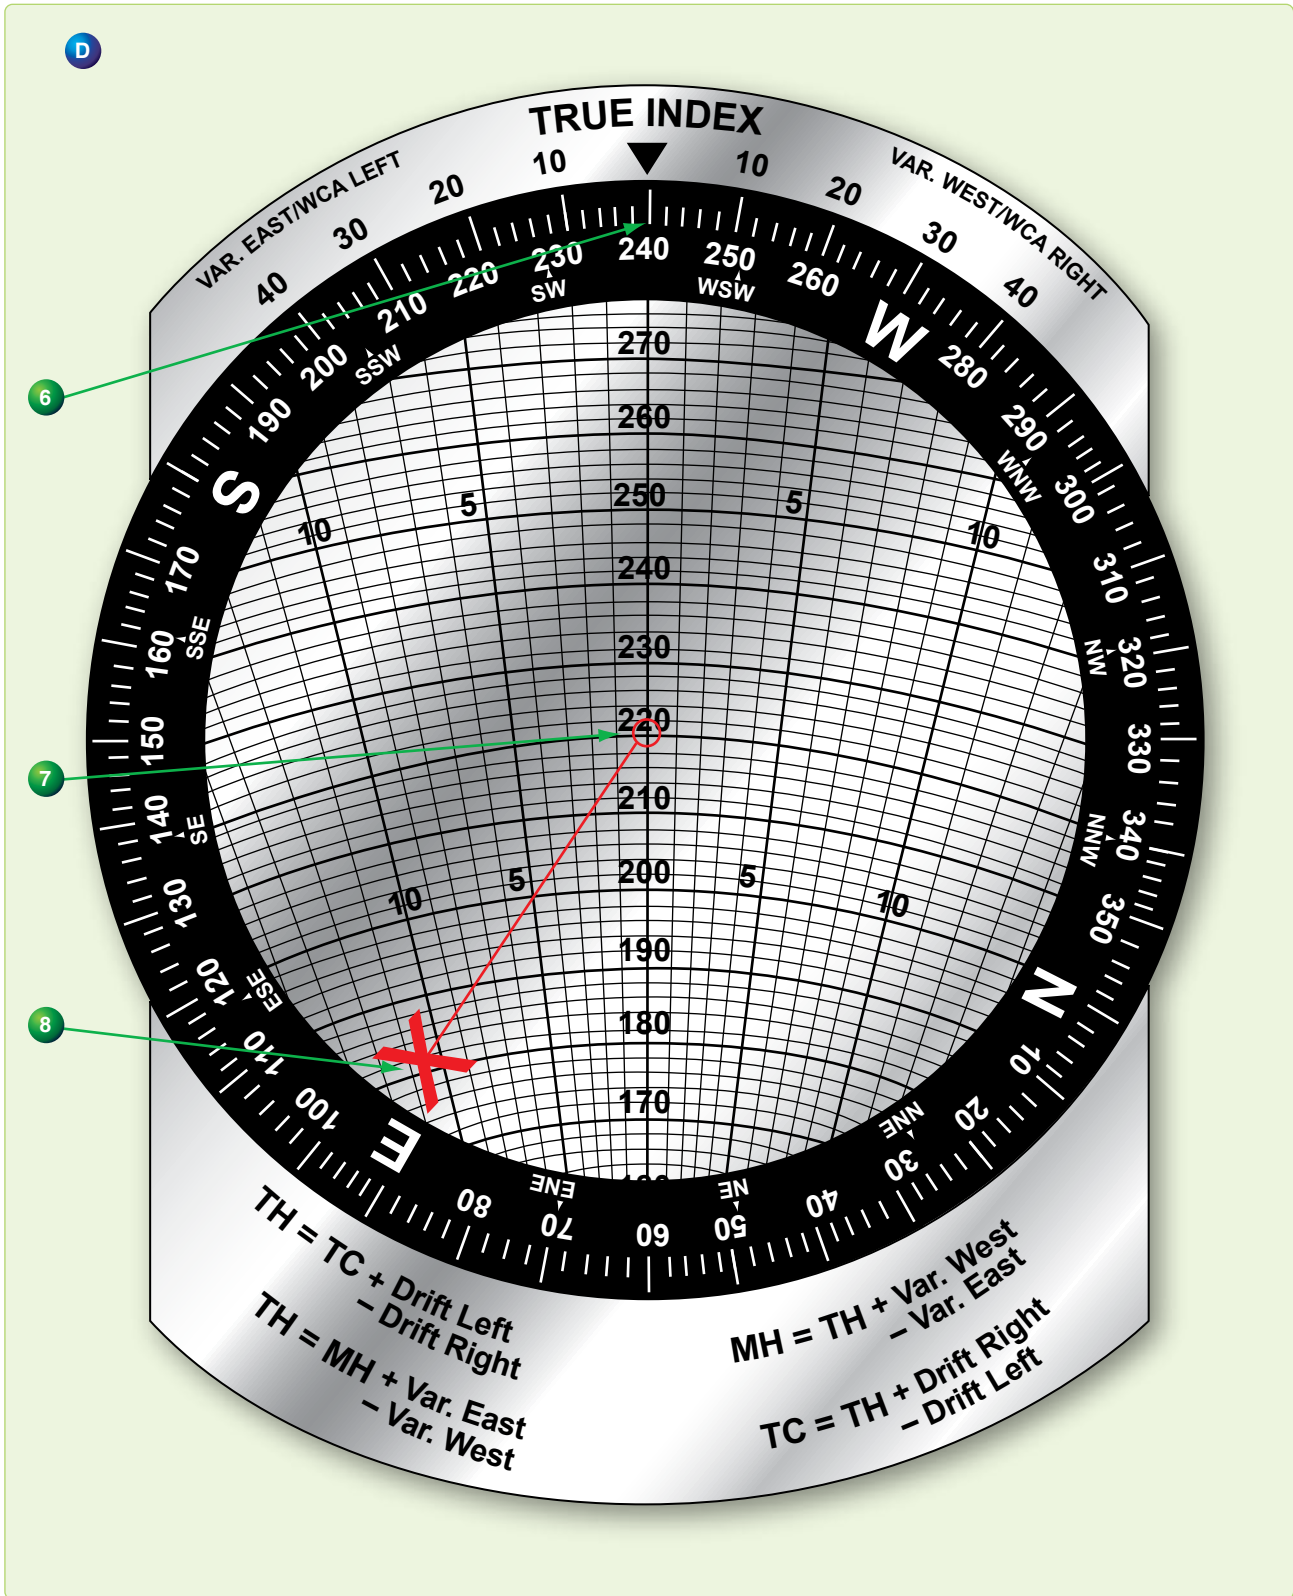 D
TRUE INDEX
VAR. EAST/WCA LEFT
VAR. WEST/WCA RIGHT
40 30 20 10
10 20 30 40
200 210 220 230 240 250 260 W 280 290 300 310 320 330 340 350 N 10 20 30 40 50 60 70 80 E 100 110 120 130 140 150 160 170 S 190
SSW SW WSW WNW NW NNW NNE NE ENE ESE SE SSE
6
270
260
250
5 5
10 10
240
230
220
7
210
200
5 5
10 10
190
180
8
170
TH = TC + Drift Left
– Drift Right
TH = MH + Var. East
– Var. West
MH = TH + Var. West
– Var. East
TC = TH + Drift Right
– Drift Left